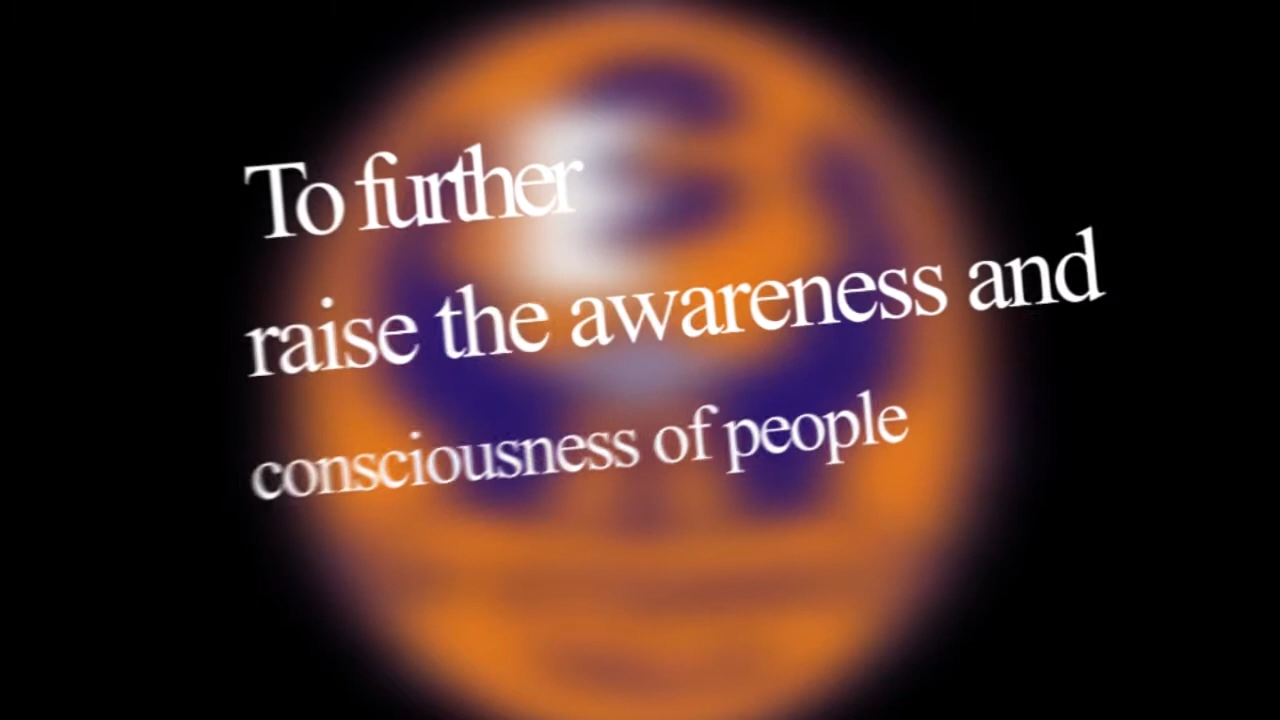 To further
raise the awareness and
consciousness of people